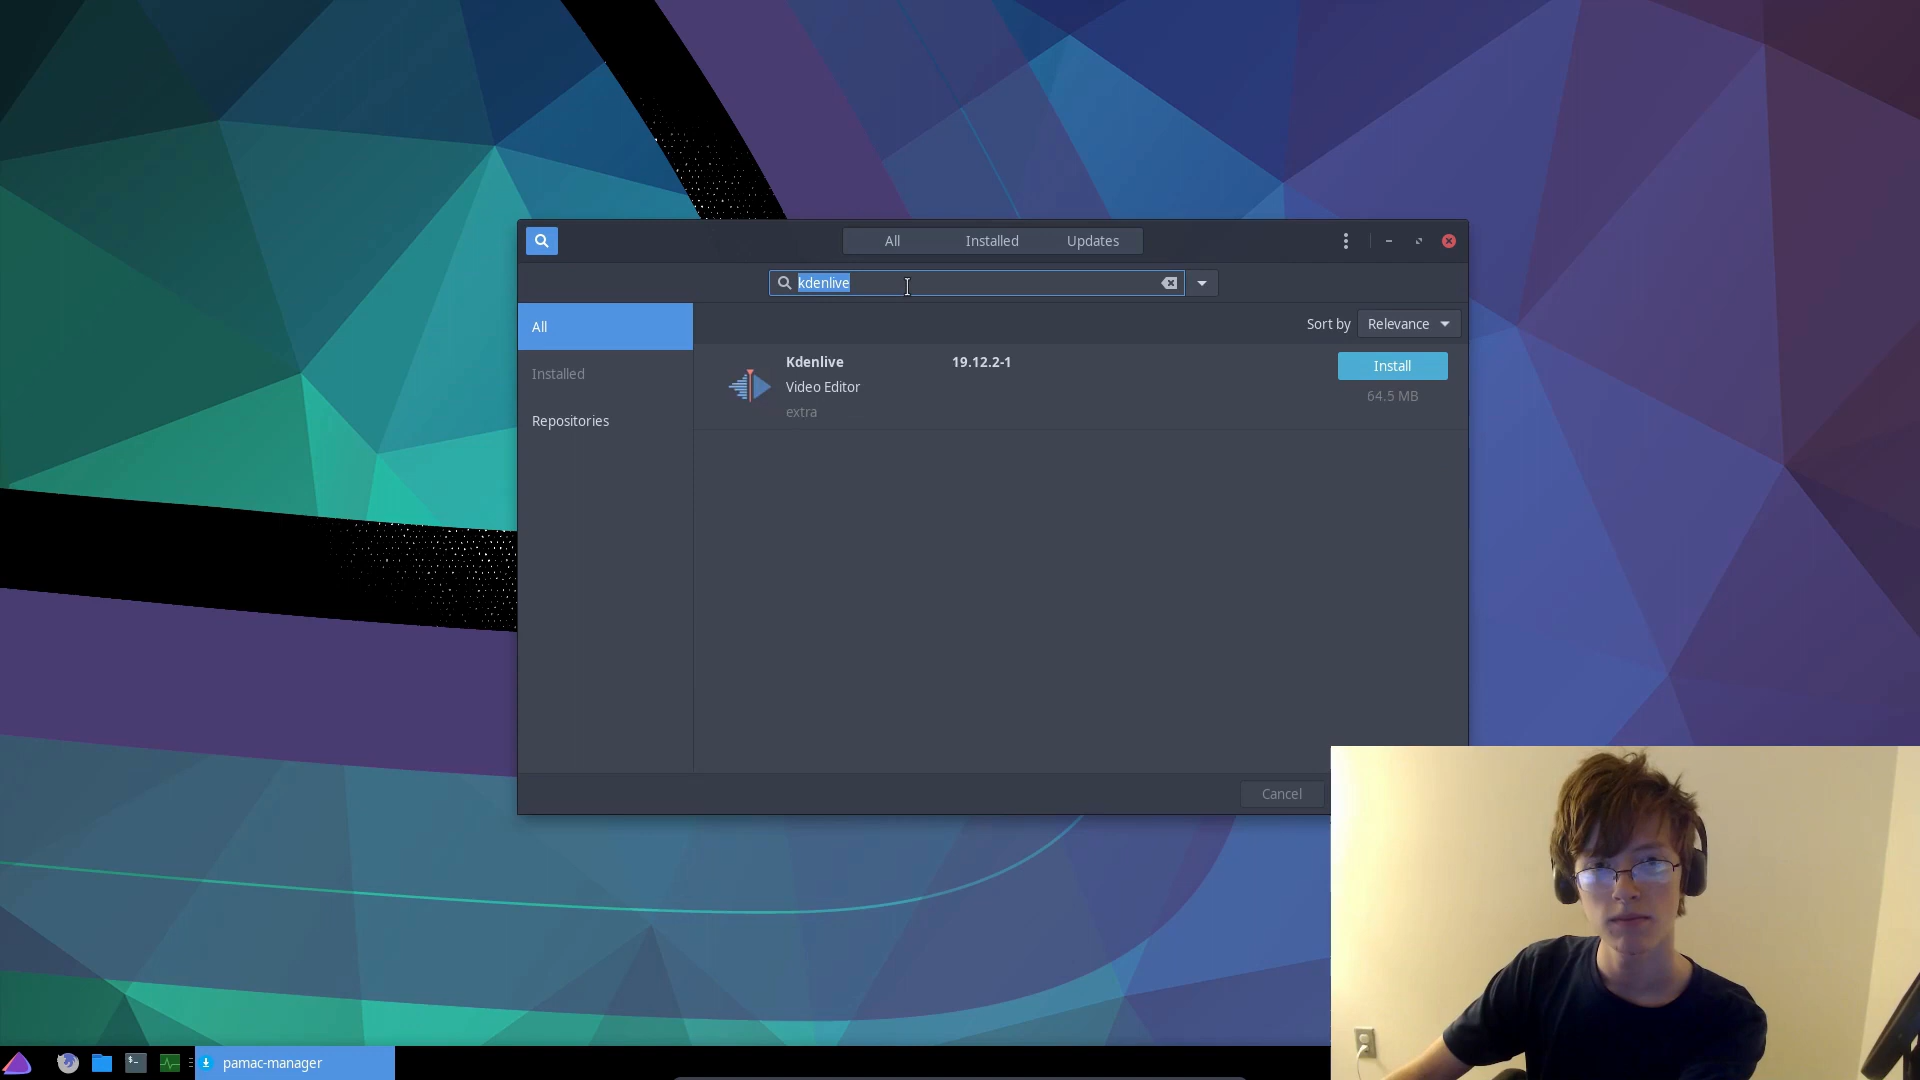 All Installed Updates
kdenlive
All
Sort by Relevance
Kdenlive 19.12.2-1
Install
Video Editor
64.5 MB
extra
Installed
Repositories
Cancel
pamac-manager